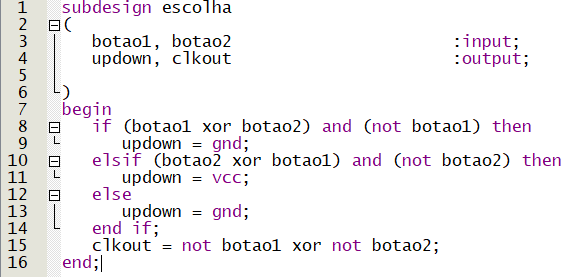 1 subdesign escolha
2 (
3 botao1, botao2 :input;
4 updown, clkout :output;
5
6 )
7 begin
8 if (botao1 xor botao2) and (not botao1) then
9 updown = gnd;
10 elsif (botao2 xor botao1) and (not botao2) then
11 updown = vcc;
12 else
13 updown = gnd;
14 end if;
15 clkout = not botao1 xor not botao2;
16 end;